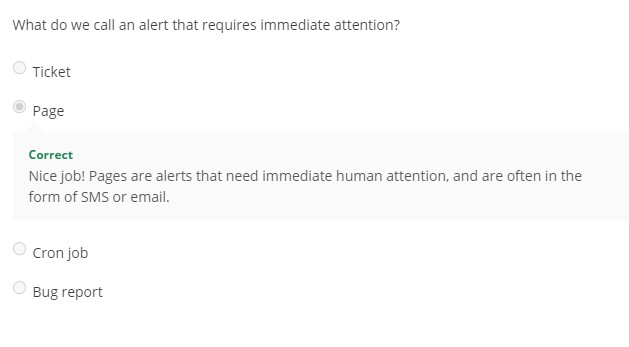 What do we call an alert that requires immediate attention?
Ticket
Page
Correct
Nice job! Pages are alerts that need immediate human attention, and are often in the
form of SMS or email.
Cron job
Bug report